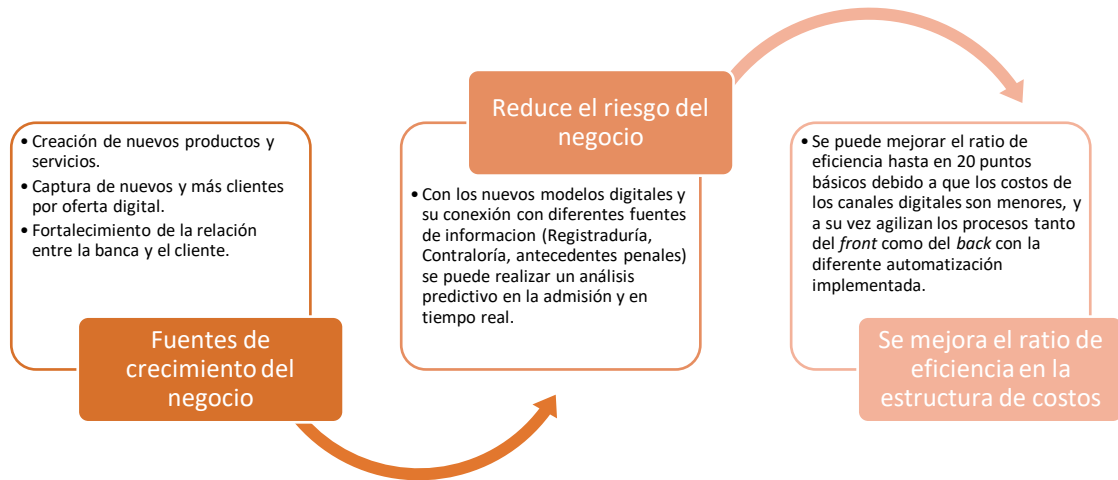 • Creación de nuevos productos y
servicios.
• Captura de nuevos y más clientes
por oferta digital.
• Fortalecimiento de la relación
entre la banca y el cliente.
Fuentes de
crecimiento del
negocio
Reduce el riesgo del
negocio
• Con los nuevos modelos digitales y
su conexión con diferentes fuentes
de informacion (Registraduría,
Contraloría, antecedentes penales)
se puede realizar un análisis
predictivo en la admisión y en
tiempo real.
• Se puede mejorar el ratio de
eficiencia hasta en 20 puntos
básicos debido a que los costos de
los canales digitales son menores, y
a su vez agilizan los procesos tanto
del front como del back con la
diferente automatización
implementada.
Se mejora el ratio de
eficiencia en la
estructura de costos